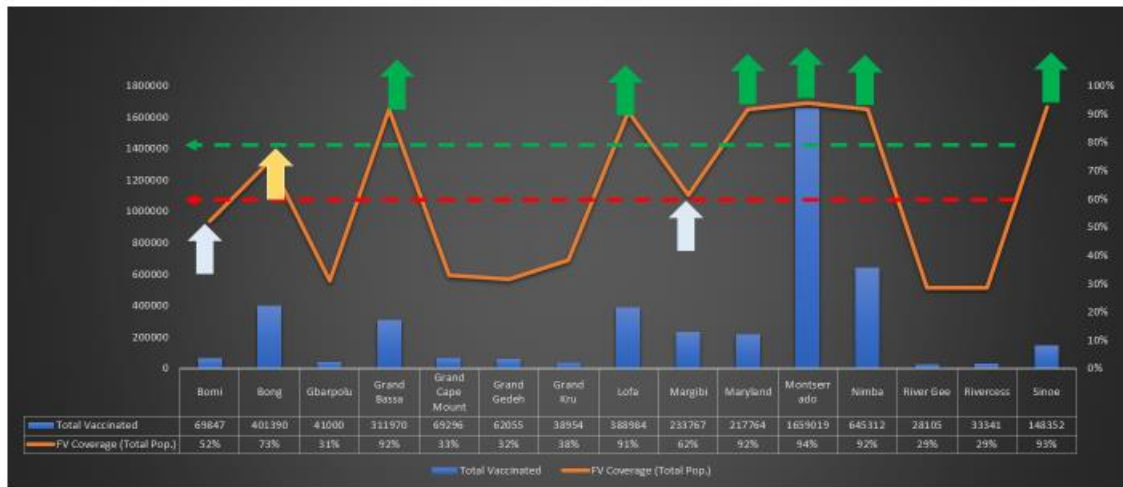 1800000 100%
1600000 90%
1400000 80%
1200000 70%
1000000 60%
800000 50%
600000 40%
400000 30%
200000 20%
0 10%
0%
Bomi Bong Gbarpolu Grand Bassa Grand Cape Mount Grand Gedeh Grand Kru Lofa Margibi Maryland Montserrado Nimba River Gee Rivercess Sinoe
Total Vaccinated 69847 401390 41000 311970 69296 62055 38954 388984 233767 217764 1659019 645312 28105 33341 148352
FV Coverage (Total Pop.) 52% 73% 31% 92% 33% 32% 38% 91% 62% 92% 94% 92% 29% 29% 93%
Total Vaccinated FV Coverage (Total Pop.)